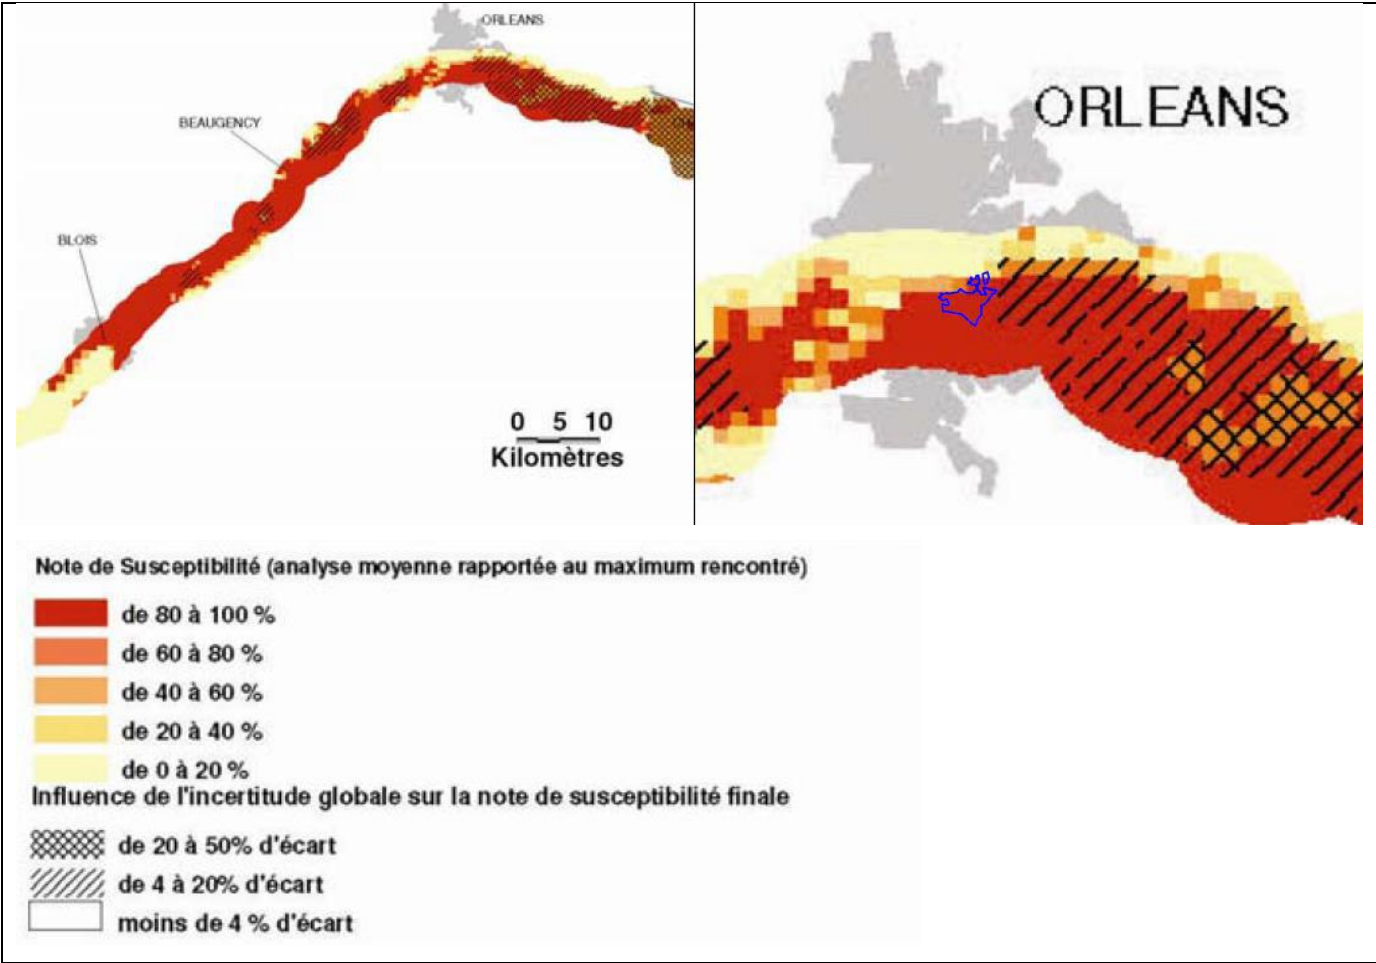 ORLEANS
BEAUGENCY
BLOIS
0 5 10
Kilomètres
ORLEANS
Note de Susceptibilité (analyse moyenne rapportée au maximum rencontré)
de 80 à 100 %
de 60 à 80 %
de 40 à 60 %
de 20 à 40 %
de 0 à 20 %
Influence de l'incertitude globale sur la note de susceptibilité finale
de 20 à 50% d'écart
de 4 à 20% d'écart
moins de 4 % d'écart